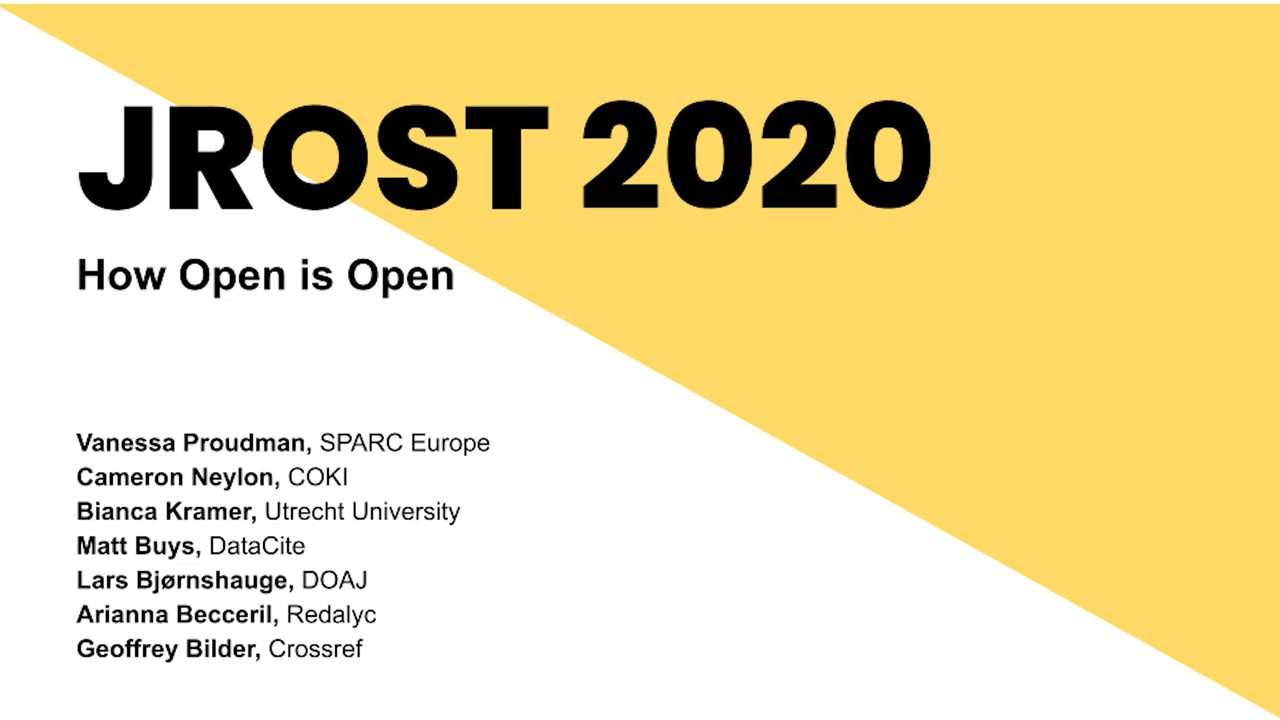 JROST 2020
How Open is Open
Vanessa Proudman, SPARC Europe
Cameron Neylon, COKI
Bianca Kramer, Utrecht University
Matt Buys, DataCite
Lars Bjørnshauge, DOAJ
Arianna Becceril, Redalyc
Geoffrey Bilder, Crossref